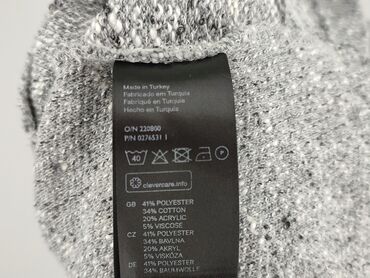 Made in Turkey
Fabricado em Turquia
Fabriqué en Turquie
Hecho en Turquía
O/N 220800
P/N 0276531 1
40
P
clevercare.info
GB 41% POLYESTER
34% COTTON
20% ACRYLIC
5% VISCOSE
CZ 41% POLYESTER
34% BAVLNA
20% AKRYL
5% VISKÓZA
DE 41% POLYESTER
34% BAUMWOLLE